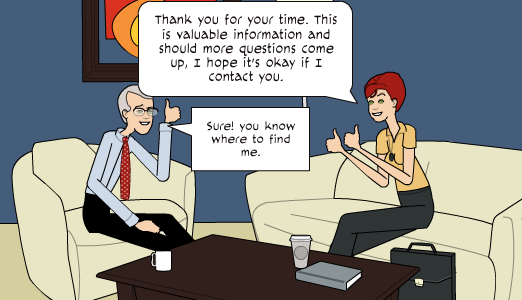 Thank you for your time. This
is valuable information and
should more questions come
up, I hope it's okay if I
contact you.
Sure! you know
where to find
me.